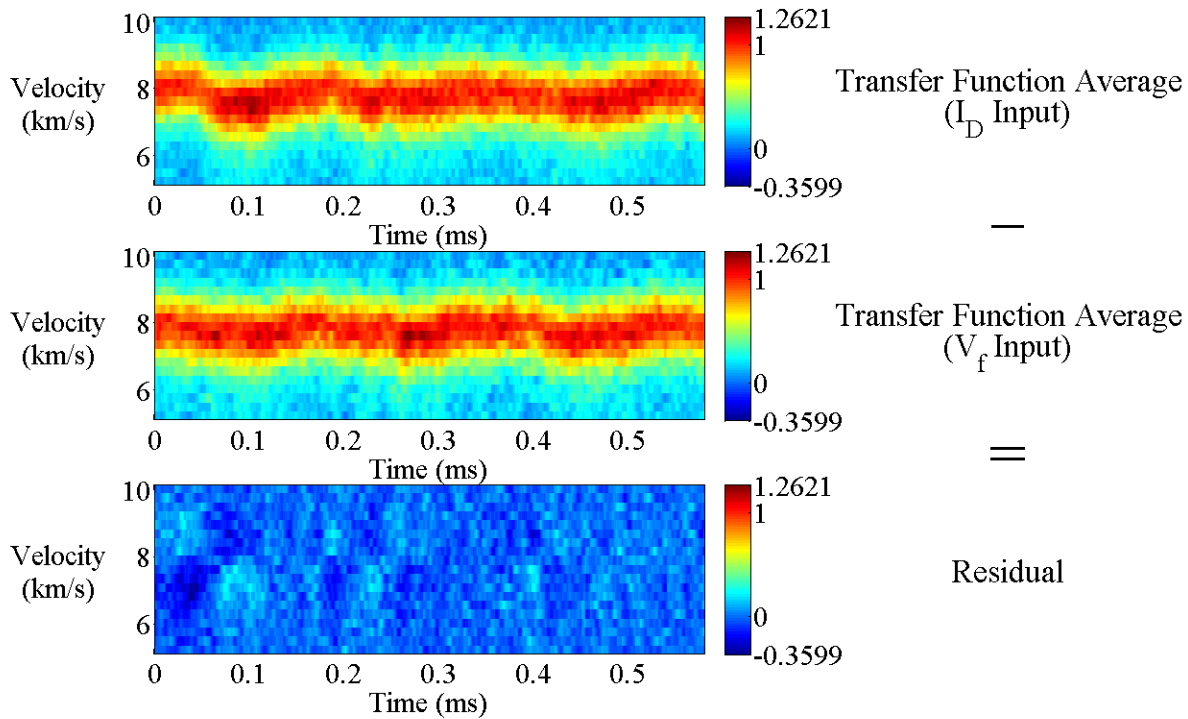 10
8
6
Velocity
(km/s)
0 0.1 0.2 0.3 0.4 0.5
Time (ms)
1.2621
1
0
-0.3599
Transfer Function Average
(I_D Input)
−
10
8
6
Velocity
(km/s)
0 0.1 0.2 0.3 0.4 0.5
Time (ms)
1.2621
1
0
-0.3599
Transfer Function Average
(V_f Input)
=
10
8
6
Velocity
(km/s)
0 0.1 0.2 0.3 0.4 0.5
Time (ms)
1.2621
1
0
-0.3599
Residual